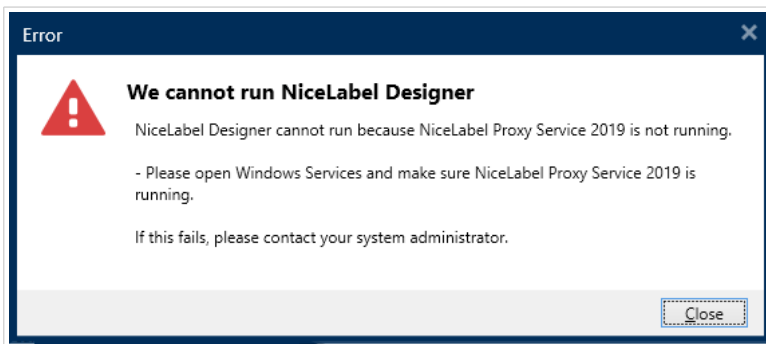 Error
We cannot run NiceLabel Designer
NiceLabel Designer cannot run because NiceLabel Proxy Service 2019 is not running.
- Please open Windows Services and make sure NiceLabel Proxy Service 2019 is
running.
If this fails, please contact your system administrator.
Close